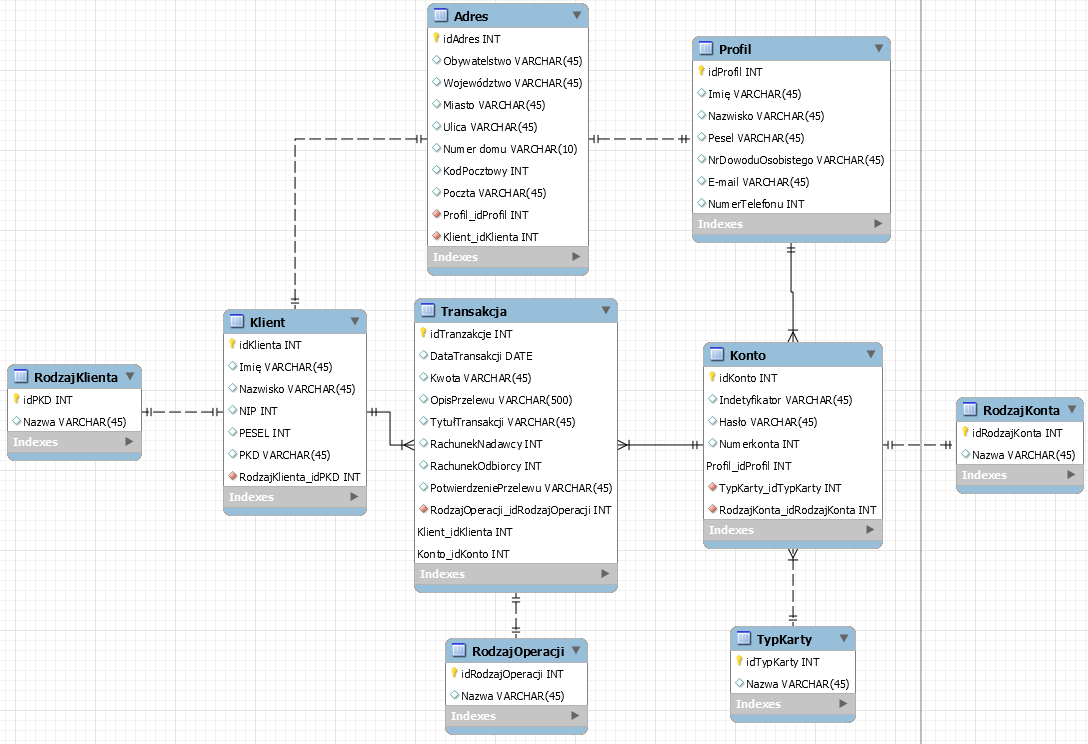 Adres
idAdres INT
Obywatelstwo VARCHAR(45)
Województwo VARCHAR(45)
Miasto VARCHAR(45)
Ulica VARCHAR(45)
Numer domu VARCHAR(10)
KodPocztowy INT
Poczta VARCHAR(45)
Profil_idProfil INT
Klient_idKlienta INT
Indexes
Profil
idProfil INT
Imię VARCHAR(45)
Nazwisko VARCHAR(45)
Pesel VARCHAR(45)
NrDowoduOsobistego VARCHAR(45)
E-mail VARCHAR(45)
NumerTelefonu INT
Indexes
RodzajKlienta
idPKD INT
Nazwa VARCHAR(45)
Indexes
Klient
idKlienta INT
Imię VARCHAR(45)
Nazwisko VARCHAR(45)
NIP INT
PESEL INT
PKD VARCHAR(45)
RodzajKlienta_idPKD INT
Indexes
Transakcja
idTranzakcje INT
DataTransakcji DATE
Kwota VARCHAR(45)
OpisPrzelewu VARCHAR(500)
TytułTransakcji VARCHAR(45)
RachunekNadawcy INT
RachunekOdbiorcy INT
PotwierdzeniePrzelewu VARCHAR(45)
RodzajOperacji_idRodzajOperacji INT
Klient_idKlienta INT
Konto_idKonto INT
Indexes
Konto
idKonto INT
Indetyfikator VARCHAR(45)
Hasło VARCHAR(45)
Numerkonta INT
Profil_idProfil INT
TypKarty_idTypKarty INT
RodzajKonta_idRodzajKonta INT
Indexes
RodzajKonta
idRodzajKonta INT
Nazwa VARCHAR(45)
Indexes
RodzajOperacji
idRodzajOperacji INT
Nazwa VARCHAR(45)
Indexes
TypKarty
idTypKarty INT
Nazwa VARCHAR(45)
Indexes